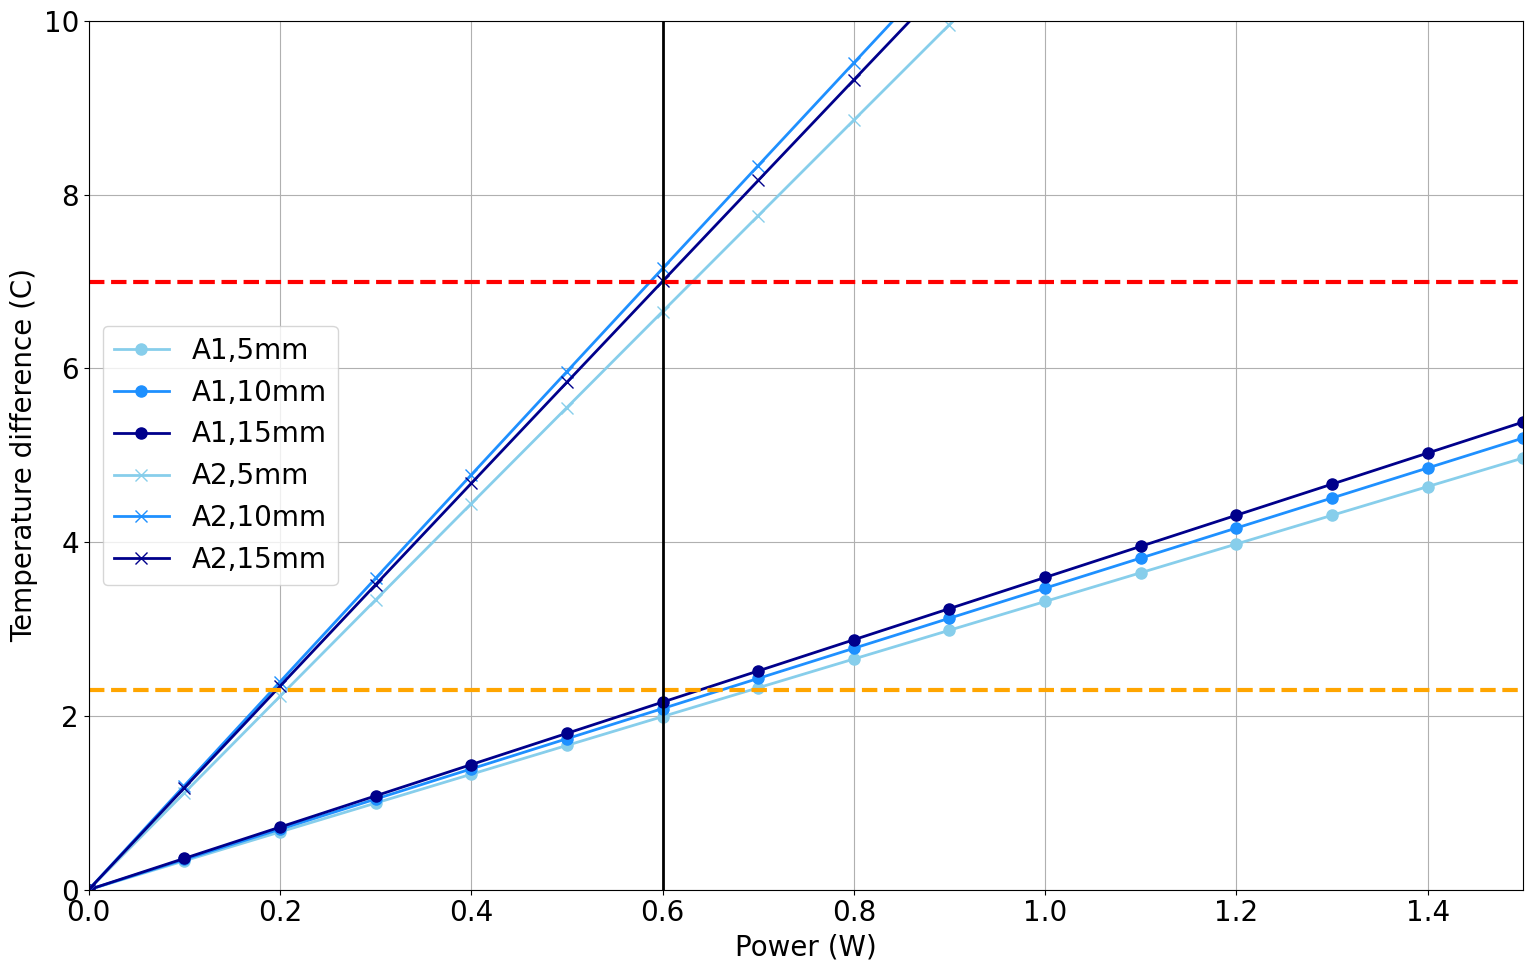 10
8
6
4
2
0
Temperature difference (C)
A1,5mm
A1,10mm
A1,15mm
A2,5mm
A2,10mm
A2,15mm
0.0 0.2 0.4 0.6 0.8 1.0 1.2 1.4
Power (W)